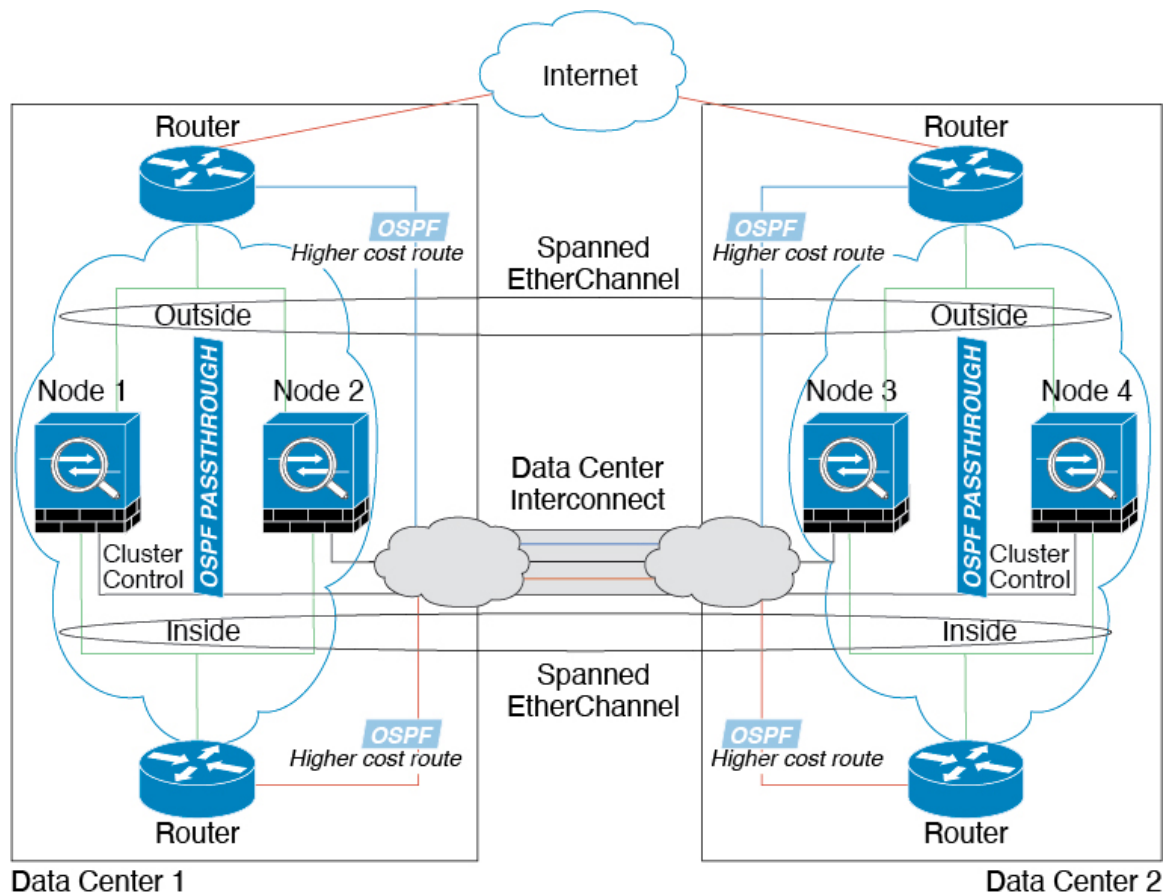 Internet
Router
Router
OSPF
Higher cost route
OSPF
Higher cost route
Spanned
EtherChannel
Outside
Outside
Node 1
Node 2
Node 3
Node 4
OSPF PASSTHROUGH
OSPF PASSTHROUGH
Data Center
Interconnect
Cluster
Control
Cluster
Control
Inside
Inside
Spanned
EtherChannel
OSPF
Higher cost route
OSPF
Higher cost route
Router
Router
Data Center 1
Data Center 2